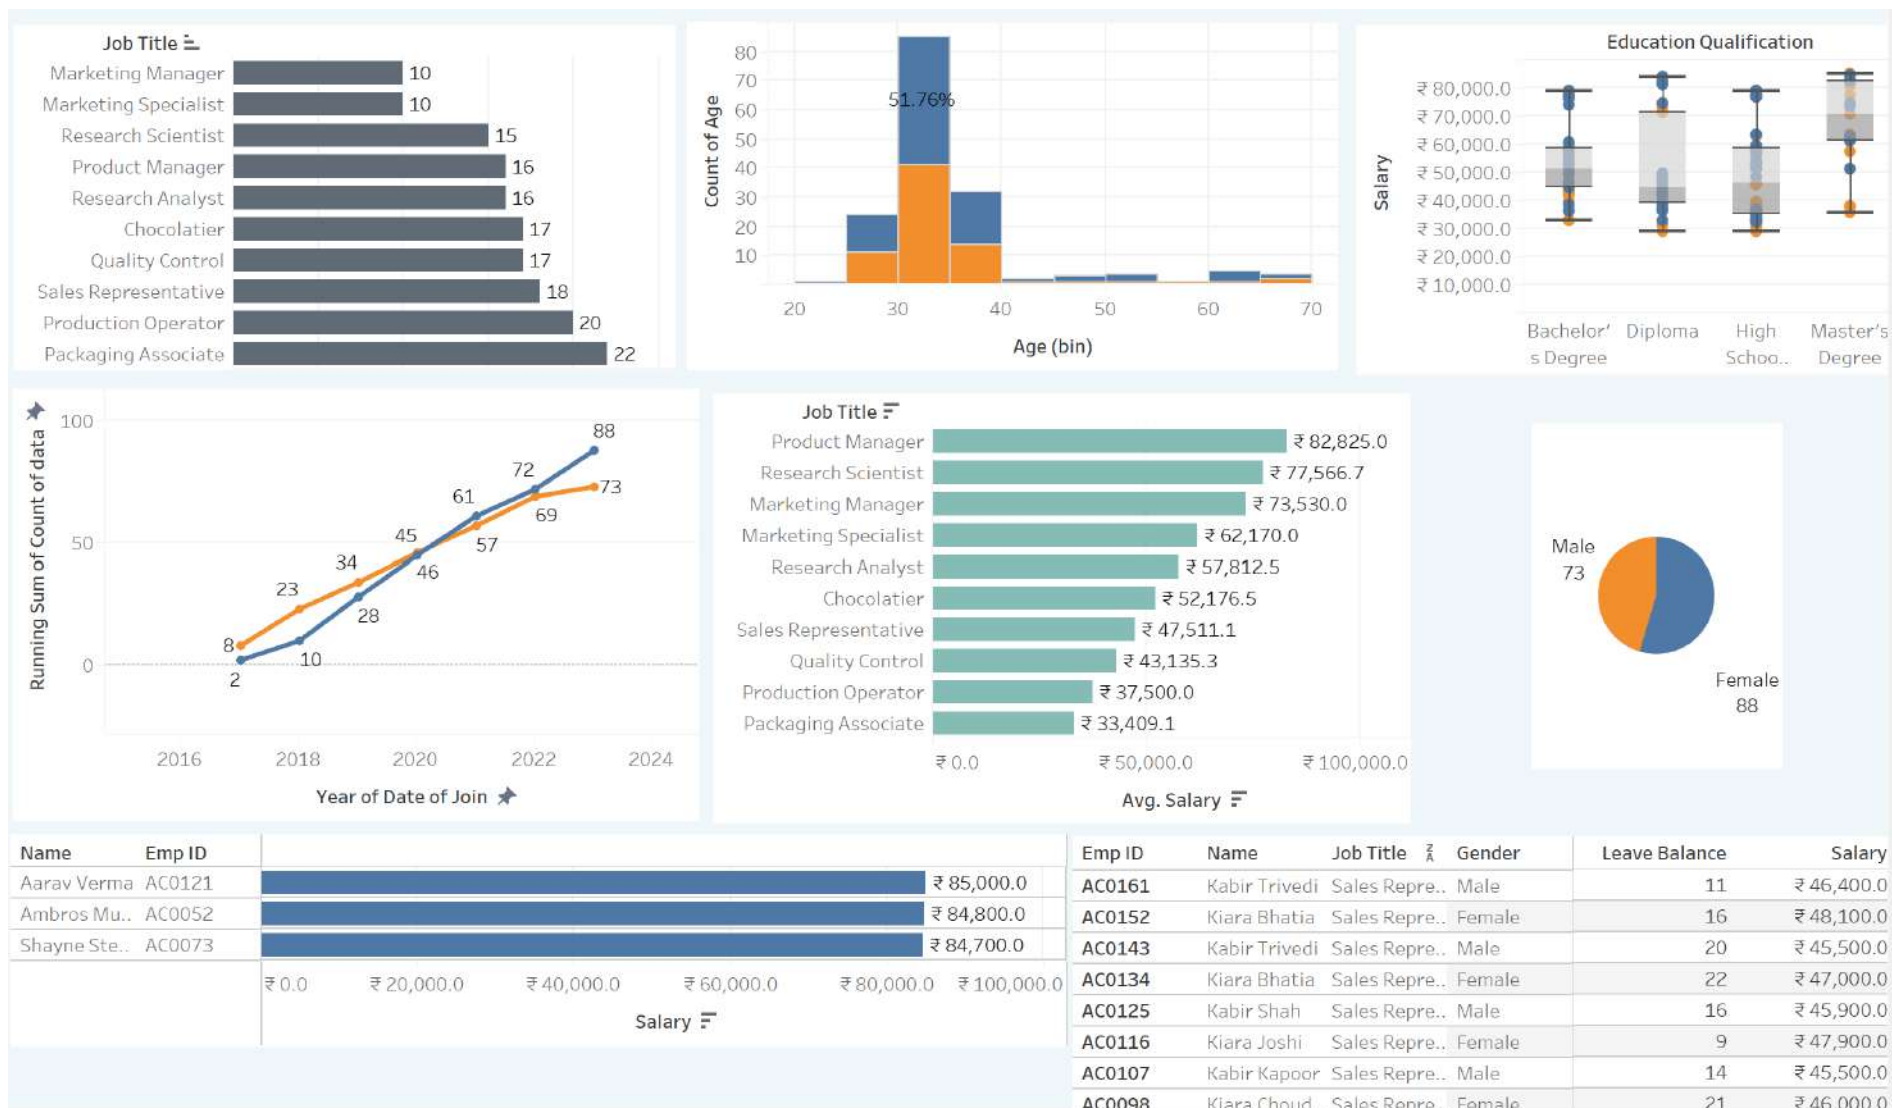 Job Title
Marketing Manager 10
Marketing Specialist 10
Research Scientist 15
Product Manager 16
Research Analyst 16
Chocolatier 17
Quality Control 17
Sales Representative 18
Production Operator 20
Packaging Associate 22
Count of Age
80
70
60
50
40
30
20
10
51.76%
20 30 40 50 60 70
Age (bin)
Education Qualification
Salary
₹ 80,000.0
₹ 70,000.0
₹ 60,000.0
₹ 50,000.0
₹ 40,000.0
₹ 30,000.0
₹ 20,000.0
₹ 10,000.0
Bachelor'
s Degree
Diploma
High
Schoo..
Master's
Degree
Running Sum of Count of data
100
50
0
88
72
73
61
69
45
57
34
46
23
28
8
10
2
2016 2018 2020 2022 2024
Year of Date of Join
Job Title
Product Manager ₹ 82,825.0
Research Scientist ₹ 77,566.7
Marketing Manager ₹ 73,530.0
Marketing Specialist ₹ 62,170.0
Research Analyst ₹ 57,812.5
Chocolatier ₹ 52,176.5
Sales Representative ₹ 47,511.1
Quality Control ₹ 43,135.3
Production Operator ₹ 37,500.0
Packaging Associate ₹ 33,409.1
₹ 0.0 ₹ 50,000.0 ₹ 100,000.0
Avg. Salary
Male
73
Female
88
Name Emp ID
Aarav Verma AC0121 ₹ 85,000.0
Ambros Mu.. AC0052 ₹ 84,800.0
Shayne Ste.. AC0073 ₹ 84,700.0
₹ 0.0 ₹ 20,000.0 ₹ 40,000.0 ₹ 60,000.0 ₹ 80,000.0 ₹ 100,000.0
Salary
Emp ID Name Job Title Gender Leave Balance Salary
AC0161 Kabir Trivedi Sales Repre.. Male 11 ₹ 46,400.0
AC0152 Kiara Bhatia Sales Repre.. Female 16 ₹ 48,100.0
AC0143 Kabir Trivedi Sales Repre.. Male 20 ₹ 45,500.0
AC0134 Kiara Bhatia Sales Repre.. Female 22 ₹ 47,000.0
AC0125 Kabir Shah Sales Repre.. Male 16 ₹ 45,900.0
AC0116 Kiara Joshi Sales Repre.. Female 9 ₹ 47,900.0
AC0107 Kabir Kapoor Sales Repre.. Male 14 ₹ 45,500.0
AC0098 Kiara Choud.. Sales Repre.. Female 21 ₹ 46,000.0